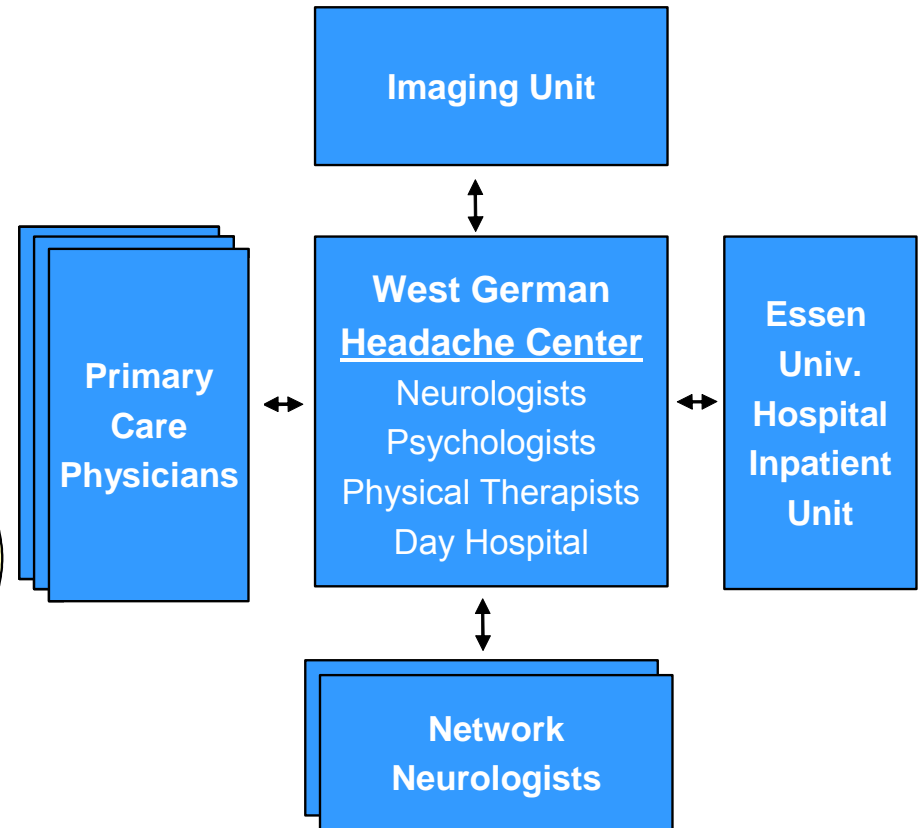 Imaging Unit
Primary
Care
Physicians
West German
Headache Center
Neurologists
Psychologists
Physical Therapists
Day Hospital
Essen
Univ.
Hospital
Inpatient
Unit
Network
Neurologists